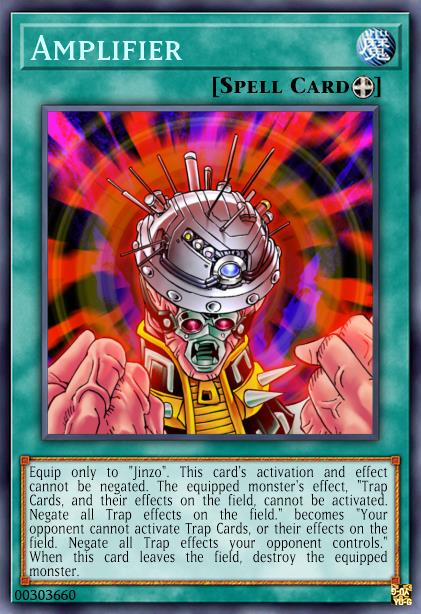 AMPLIFIER
魔
[SPELL CARD]
Equip only to "Jinzo". This card's activation and effect
cannot be negated. The equipped monster's effect, "Trap
Cards, and their effects on the field, cannot be activated.
Negate all Trap effects on the field." becomes "Your
opponent cannot activate Trap Cards, or their effects on the
field. Negate all Trap effects your opponent controls."
When this card leaves the field, destroy the equipped
monster.
00303660